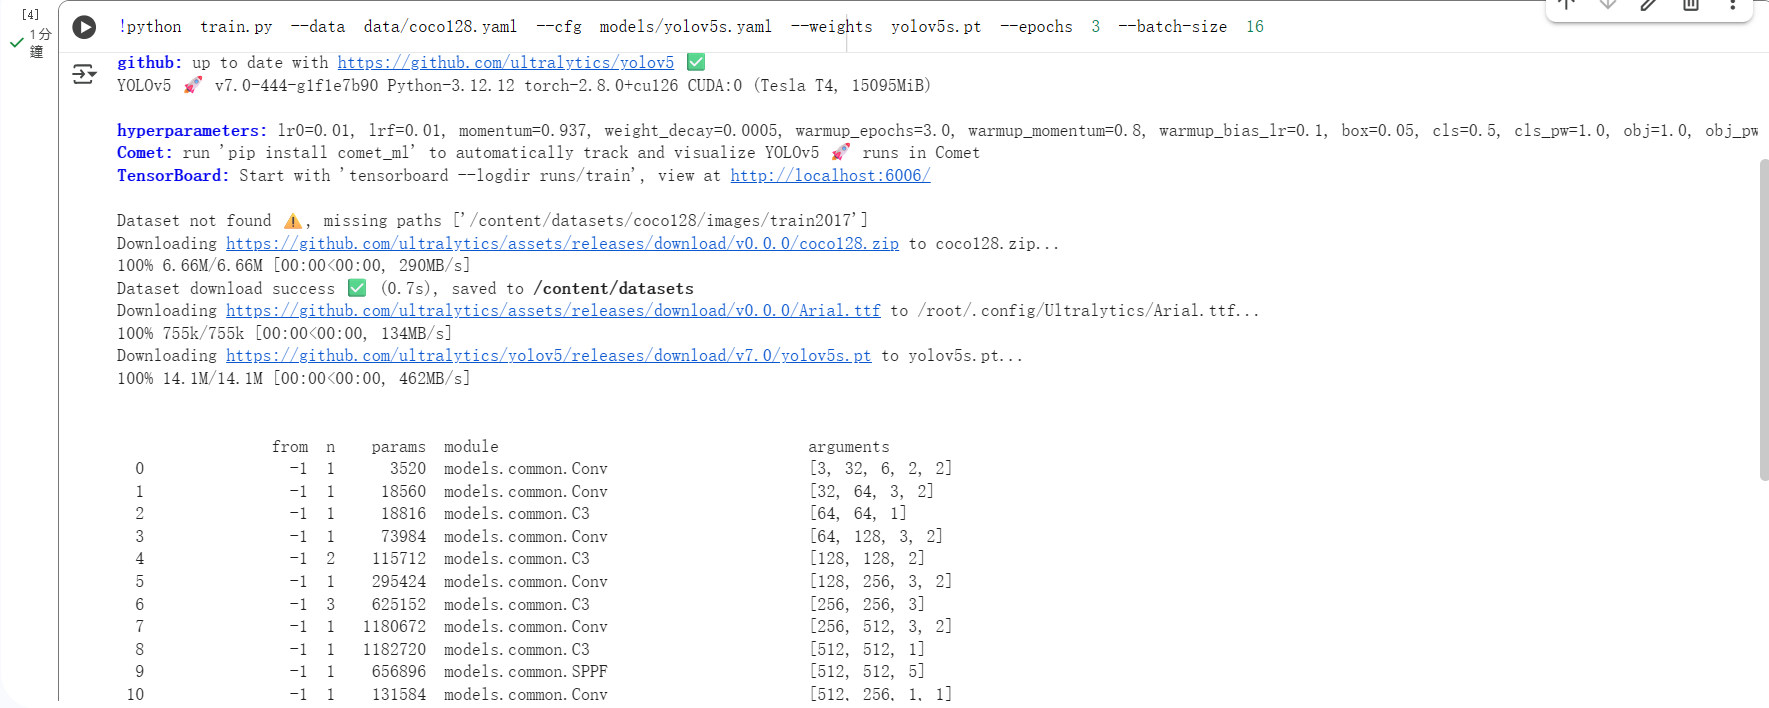 [4]
1分
鐘
!python train.py --data data/coco128.yaml --cfg models/yolov5s.yaml --weights yolov5s.pt --epochs 3 --batch-size 16
github: up to date with https://github.com/ultralytics/yolov5 ✅
YOLOv5 🚀 v7.0-444-g1f1e7b90 Python-3.12.12 torch-2.8.0+cu126 CUDA:0 (Tesla T4, 15095MiB)
hyperparameters: lr0=0.01, lrf=0.01, momentum=0.937, weight_decay=0.0005, warmup_epochs=3.0, warmup_momentum=0.8, warmup_bias_lr=0.1, box=0.05, cls=0.5, cls_pw=1.0, obj=1.0, obj_pw
Comet: run 'pip install comet_ml' to automatically track and visualize YOLOv5 🚀 runs in Comet
TensorBoard: Start with 'tensorboard --logdir runs/train', view at http://localhost:6006/
Dataset not found ⚠️, missing paths ['/content/datasets/coco128/images/train2017']
Downloading https://github.com/ultralytics/assets/releases/download/v0.0.0/coco128.zip to coco128.zip...
100% 6.66M/6.66M [00:00<00:00, 290MB/s]
Dataset download success ✅ (0.7s), saved to /content/datasets
Downloading https://github.com/ultralytics/assets/releases/download/v0.0.0/Arial.ttf to /root/.config/Ultralytics/Arial.ttf...
100% 755k/755k [00:00<00:00, 134MB/s]
Downloading https://github.com/ultralytics/yolov5/releases/download/v7.0/yolov5s.pt to yolov5s.pt...
100% 14.1M/14.1M [00:00<00:00, 462MB/s]
from n params module arguments
0 -1 1 3520 models.common.Conv [3, 32, 6, 2, 2]
1 -1 1 18560 models.common.Conv [32, 64, 3, 2]
2 -1 1 18816 models.common.C3 [64, 64, 1]
3 -1 1 73984 models.common.Conv [64, 128, 3, 2]
4 -1 2 115712 models.common.C3 [128, 128, 2]
5 -1 1 295424 models.common.Conv [128, 256, 3, 2]
6 -1 3 625152 models.common.C3 [256, 256, 3]
7 -1 1 1180672 models.common.Conv [256, 512, 3, 2]
8 -1 1 1182720 models.common.C3 [512, 512, 1]
9 -1 1 656896 models.common.SPPF [512, 512, 5]
10 -1 1 131584 models.common.Conv [512, 256, 1, 1]